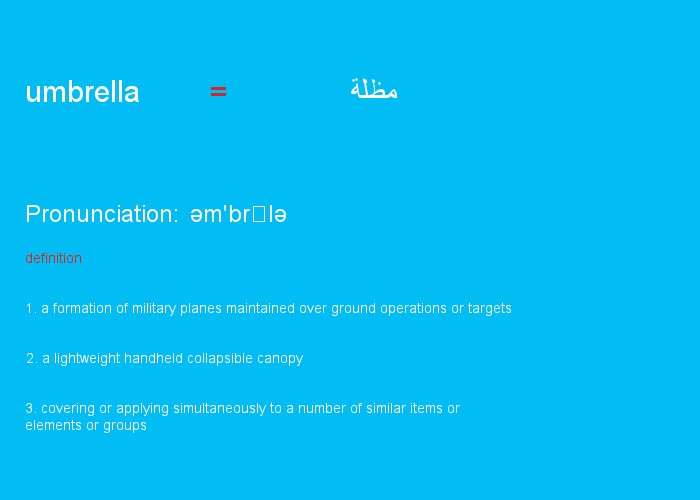 umbrella = مظلة
Pronunciation: əm'br□lə
definition
1. a formation of military planes maintained over ground operations or targets
2. a lightweight handheld collapsible canopy
3. covering or applying simultaneously to a number of similar items or
elements or groups